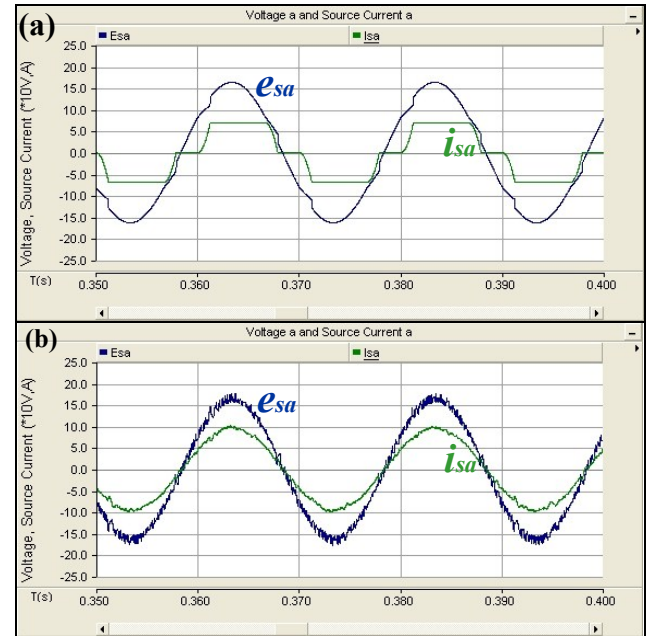 (a)
Voltage a and Source Current a
Esa Isa
Voltage, Source Current (*10V,A)
25.0
20.0
15.0
10.0
5.0
0.0
-5.0
-10.0
-15.0
-20.0
-25.0
esa
isa
T(s) 0.350 0.360 0.370 0.380 0.390 0.400
(b)
Voltage a and Source Current a
Esa Isa
Voltage, Source Current (*10V,A)
25.0
20.0
15.0
10.0
5.0
0.0
-5.0
-10.0
-15.0
-20.0
-25.0
esa
isa
T(s) 0.350 0.360 0.370 0.380 0.390 0.400